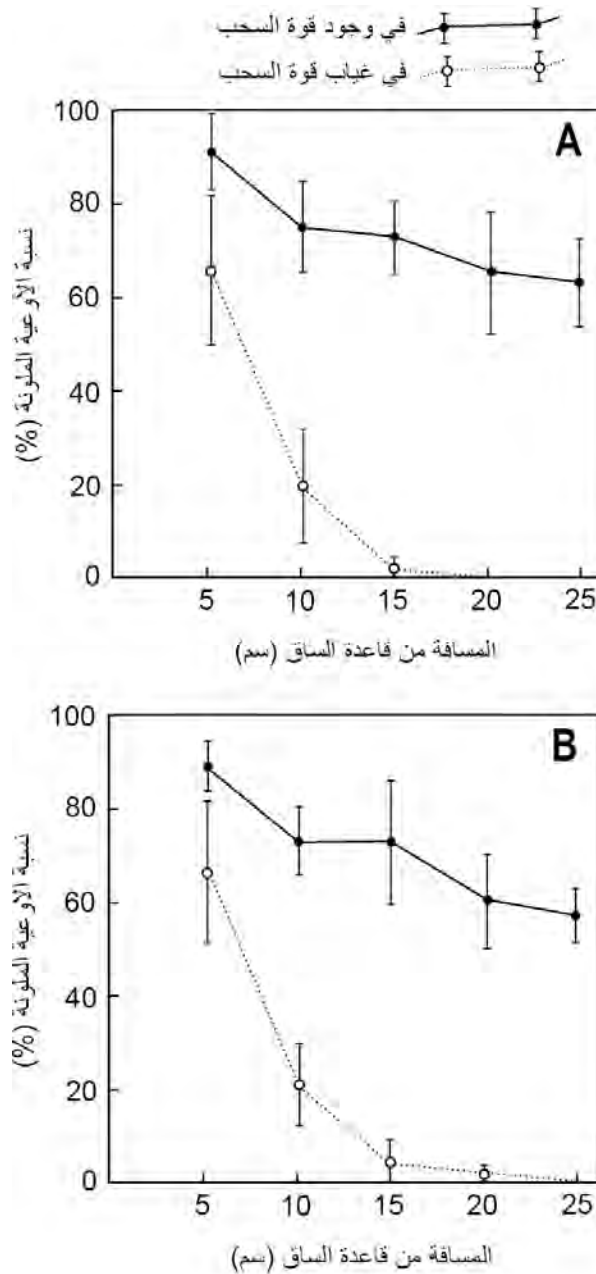 في وجود قوة السحب
في غياب قوة السحب
A
100
80
60
40
20
0
نسبة الأوعية الملونة (%)
5 10 15 20 25
المسافة من قاعدة الساق (سم)
B
100
80
60
40
20
0
نسبة الاوعية الملونة (%)
5 10 15 20 25
المسافة من قاعدة الساق (سم)